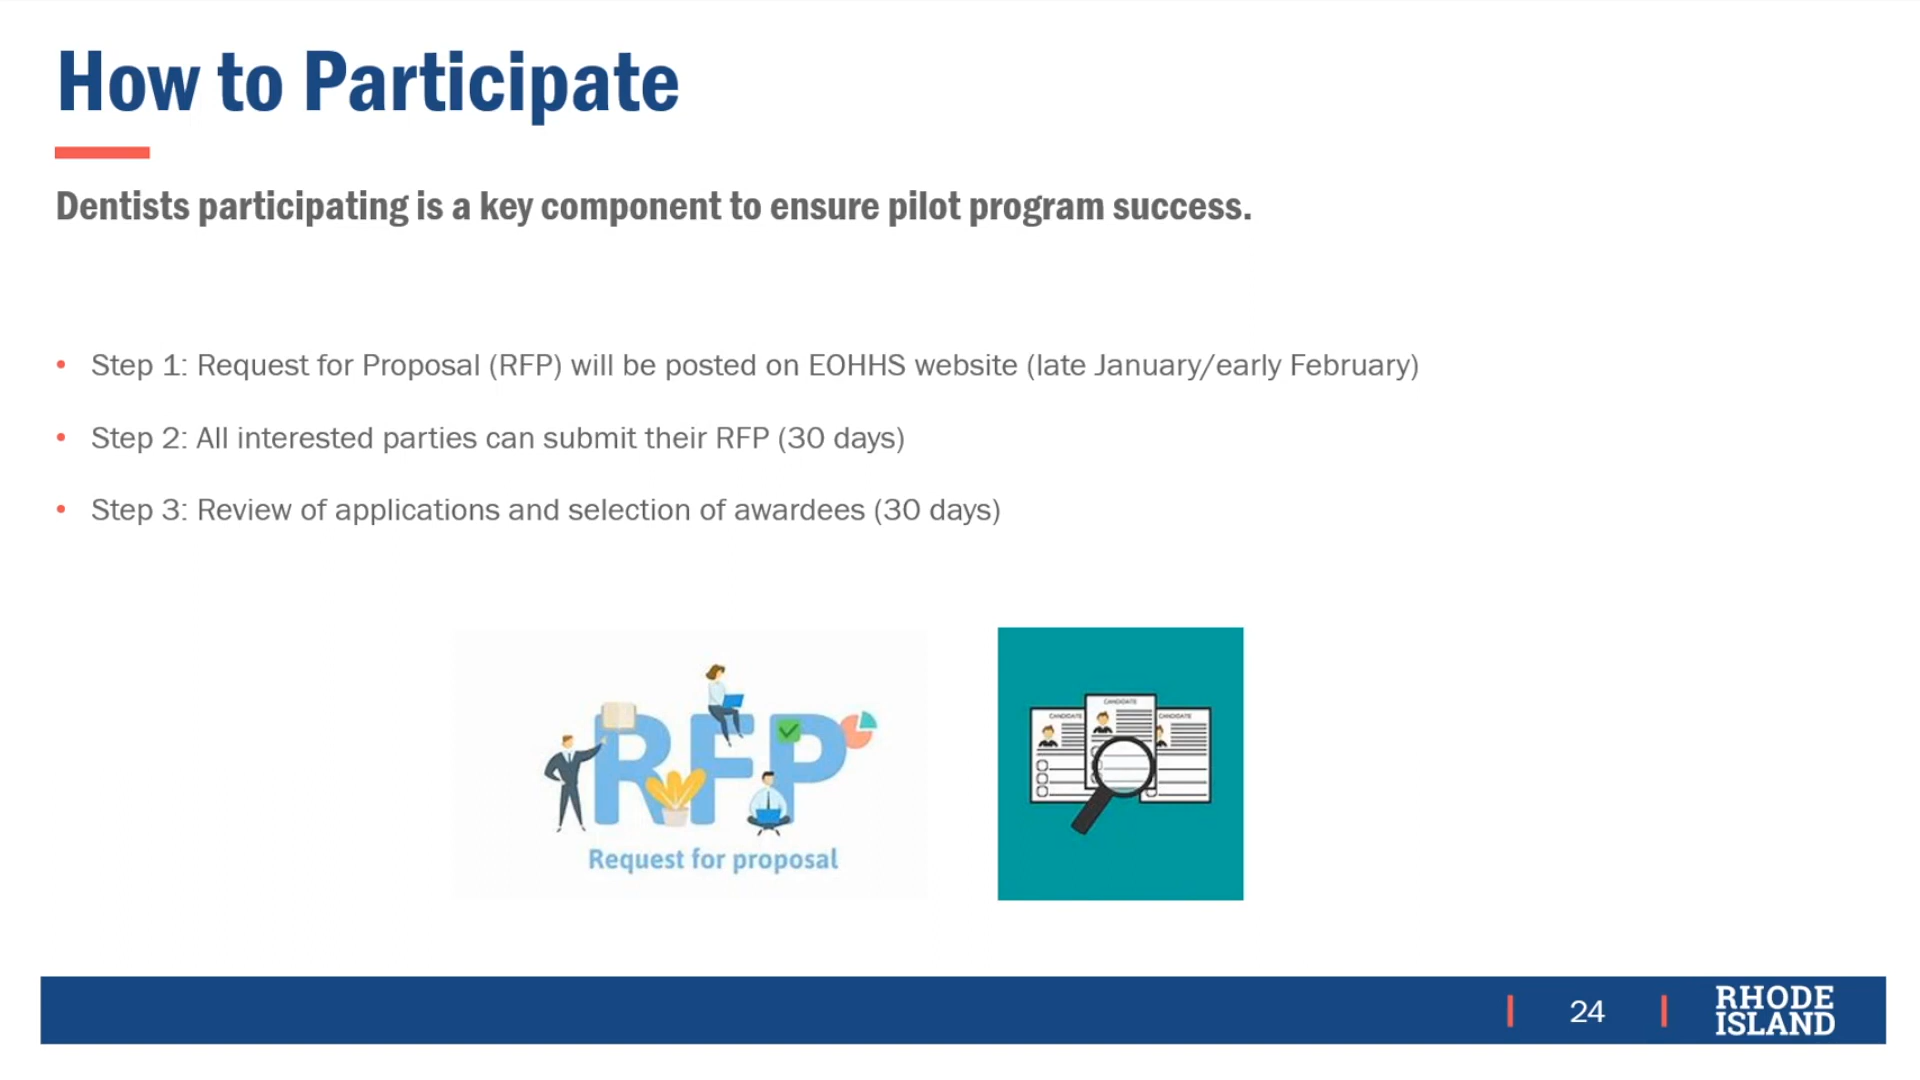 How to Participate
Dentists participating is a key component to ensure pilot program success.
• Step 1: Request for Proposal (RFP) will be posted on EOHHS website (late January/early February)
• Step 2: All interested parties can submit their RFP (30 days)
• Step 3: Review of applications and selection of awardees (30 days)
RFP
Request for proposal
CANDIDATE
CANDIDATE
CANDIDATE
24
RHODE
ISLAND